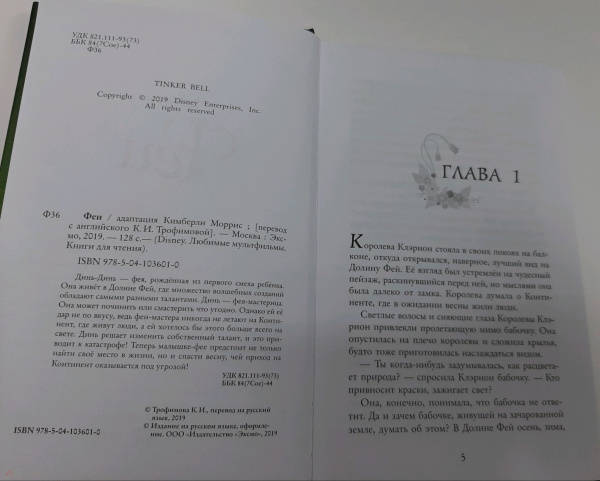 УДК 821.111-93(73)
ББК 84(7Сое)-44
Ф36
TINKER BELL
Copyright © 2019 Disney Enterprises, Inc.
All rights reserved
Ф36 Феи / адаптация Кимберли Моррис ; [перевод
с английского К. И. Трофимовой]. — Москва : Экс-
мо, 2019. — 128 с.— (Disney. Любимые мультфильмы.
Книги для чтения).
ISBN 978-5-04-103601-0
Динь-Динь — фея, рождённая из первого смеха ребёнка.
Она живёт в Долине Фей, где множество волшебных созданий
обладают самыми разными талантами. Динь — фея-мастерица.
Она может починить или смастерить что угодно. Однако ей её
дар не по вкусу, ведь феи-мастера никогда не летают на Конти-
нент, где живут люди, а ей хотелось бы этого больше всего на
свете. Динь решает изменить собственный талант, и это при-
водит к катастрофе! Теперь малышке-фее предстоит не только
найти своё место в жизни, но и спасти весну, чей приход на
Континент оказывается под угрозой!
УДК 821.111-93(73)
ББК 84(7Сое)-44
© Трофимова К.И., перевод на русский
язык, 2019
© Издание на русском языке, оформле-
ние. ООО «Издательство «Эксмо», 2019
ISBN 978-5-04-103601-0
ГЛАВА 1
Королева Клэрион стояла в своих покоях на бал-
коне, откуда открывался, наверное, лучший вид на
Долину Фей. Её взгляд был устремлён на чудесный
пейзаж, раскинувшийся перед ней, но мыслями она
была далеко от замка. Королева думала о Конти-
ненте, где в ожидании весны жили люди.
Светлые волосы и сияющие глаза Королевы Клэ-
рион привлекли пролетающую мимо бабочку. Она
опустилась на плечо королевы и сложила крылья,
будто тоже приготовилась наслаждаться видом.
— Ты когда-нибудь задумывалась, как расцвета-
ет природа? — спросила Клэрион бабочку. — Кто
привносит краски, зажигает свет?
Она, конечно, понимала, что бабочка не отве-
тит. Да и зачем бабочке, живущей на зачарованной
земле, думать об этом? В Долине Фей осень, зима,
5